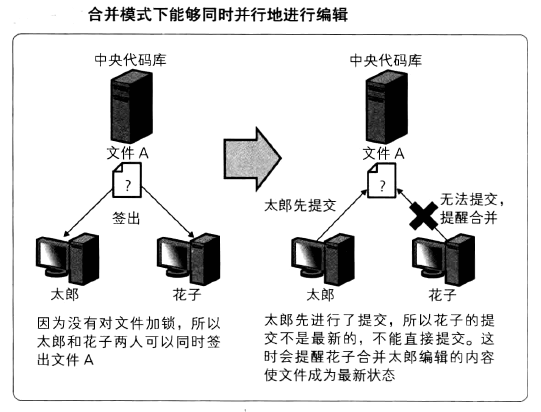 合并模式下能够同时并行地进行编辑
中央代码库
文件 A
?
签出
太郎
花子
因为没有对文件加锁，所以
太郎和花子两人可以同时签
出文件 A
中央代码库
文件 A
?
太郎先提交
无法提交，
提醒合并
太郎
花子
太郎先进行了提交，所以花子的提
交不是最新的，不能直接提交。这
时会提醒花子合并太郎编辑的内容
使文件成为最新状态